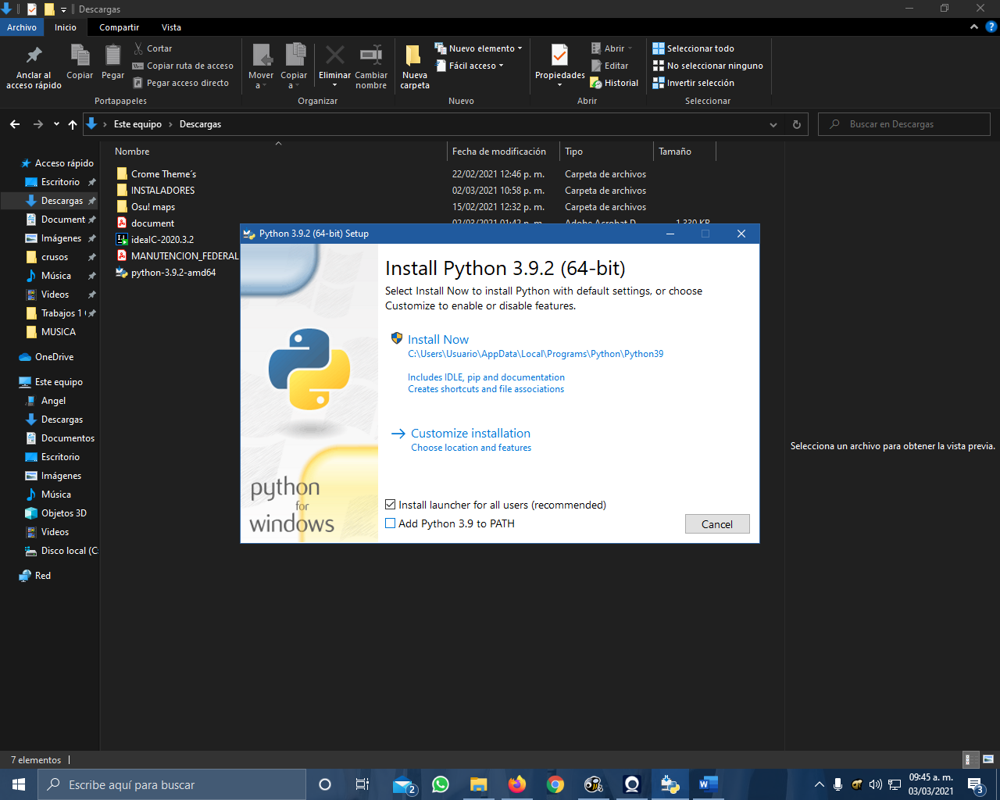 Descargas
Archivo Inicio Compartir Vista
Anclar al acceso rápido
Copiar
Pegar
Cortar
Copiar ruta de acceso
Pegar acceso directo
Portapapeles
Mover a
Copiar a
Eliminar
Cambiar nombre
Organizar
Nueva carpeta
Nuevo elemento
Fácil acceso
Nuevo
Propiedades
Abrir
Editar
Historial
Abrir
Seleccionar todo
No seleccionar ninguno
Invertir selección
Seleccionar
Este equipo > Descargas
Buscar en Descargas
Acceso rápido
Escritorio
Descargas
Document
Imágenes
crusos
Música
Videos
Trabajos 1
MUSICA
OneDrive
Este equipo
Angel
Descargas
Documentos
Escritorio
Imágenes
Música
Objetos 3D
Videos
Disco local (C:
Red
Nombre Fecha de modificación Tipo Tamaño
Crome Theme´s 22/02/2021 12:46 p. m. Carpeta de archivos
INSTALADORES 02/03/2021 10:58 p. m. Carpeta de archivos
Osu! maps 15/02/2021 12:32 p. m. Carpeta de archivos
document 02/03/2021 01:42 p. m. Adobe Acrobat D... 1,330 KB
ideaIC-2020.3.2
MANUTENCION_FEDERAL
python-3.9.2-amd64
Python 3.9.2 (64-bit) Setup
Install Python 3.9.2 (64-bit)
Select Install Now to install Python with default settings, or choose
Customize to enable or disable features.
Install Now
C:\Users\Usuario\AppData\Local\Programs\Python\Python39
Includes IDLE, pip and documentation
Creates shortcuts and file associations
Customize installation
Choose location and features
Install launcher for all users (recommended)
Add Python 3.9 to PATH
Cancel
python
for
windows
Selecciona un archivo para obtener la vista previa.
7 elementos
Escribe aquí para buscar
2
09:45 a. m.
03/03/2021
3